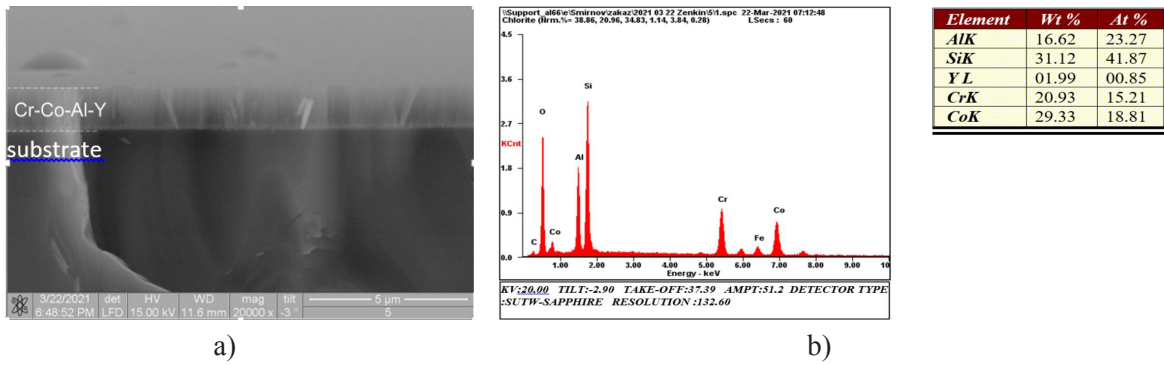 Cr-Co-Al-Y
substrate
3/22/2021 det HV WD mag tilt 5 µm
6:48:52 PM LFD 15.00 kV 11.6 mm 20000 x -3 ° 5
a)
\\Support_al66\e\Smirnov\zakaz\2021 03 22 Zenkin\5\1.spc 22-Mar-2021 07:12:48
Chlorite (Nrm.%= 38.86, 20.96, 34.83, 1.14, 3.84, 0.28) LSecs : 60
4.5
3.6
2.7
KCnt
1.8
0.9
0.0
C
O
Co
Al
Si
Cr
Fe
Co
1.00 2.00 3.00 4.00 5.00 6.00 7.00 8.00 9.00 10
Energy - keV
KV:20.00 TILT:-2.90 TAKE-OFF:37.39 AMPT:51.2 DETECTOR TYPE
:SUTW-SAPPHIRE RESOLUTION :132.60
b)
Element Wt % At %
AlK 16.62 23.27
SiK 31.12 41.87
Y L 01.99 00.85
CrK 20.93 15.21
CoK 29.33 18.81